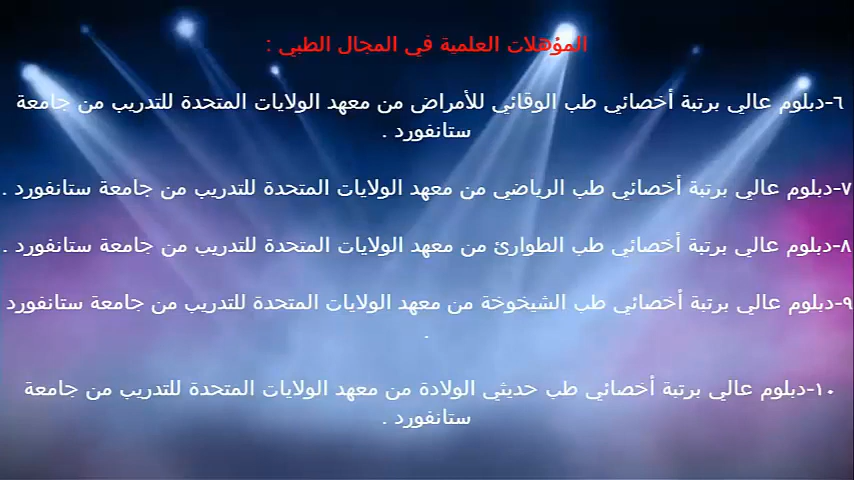 المؤهلات العلمية في المجال الطبي :
٦-دبلوم عالي برتبة أخصائي طب الوقائي للأمراض من معهد الولايات المتحدة للتدريب من جامعة
ستانفورد .
٧-دبلوم عالي برتبة أخصائي طب الرياضي من معهد الولايات المتحدة للتدريب من جامعة ستانفورد .
٨-دبلوم عالي برتبة أخصائي طب الطوارئ من معهد الولايات المتحدة للتدريب من جامعة ستانفورد .
٩-دبلوم عالي برتبة أخصائي طب الشيخوخة من معهد الولايات المتحدة للتدريب من جامعة ستانفورد
.
١٠-دبلوم عالي برتبة أخصائي طب حديثي الولادة من معهد الولايات المتحدة للتدريب من جامعة
ستانفورد .